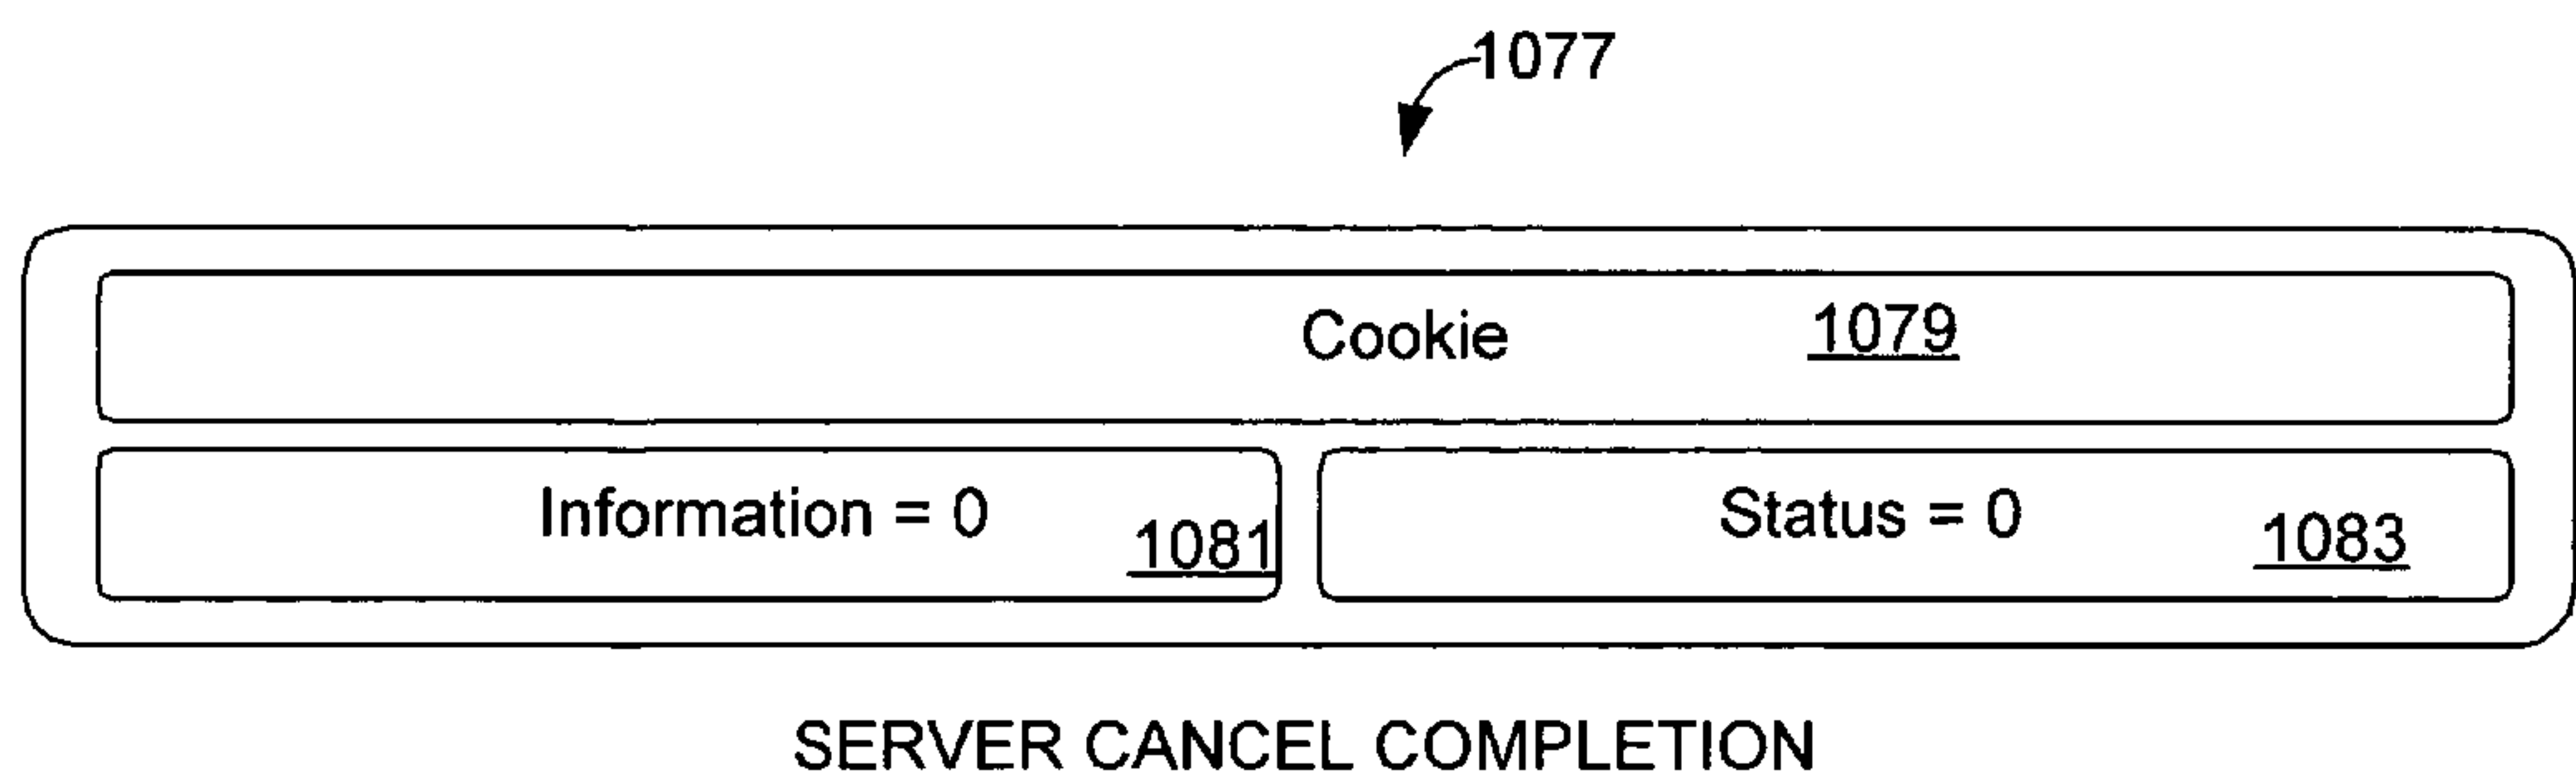 1077
Cookie 1079
Information = 0 1081 Status = 0 1083
SERVER CANCEL COMPLETION